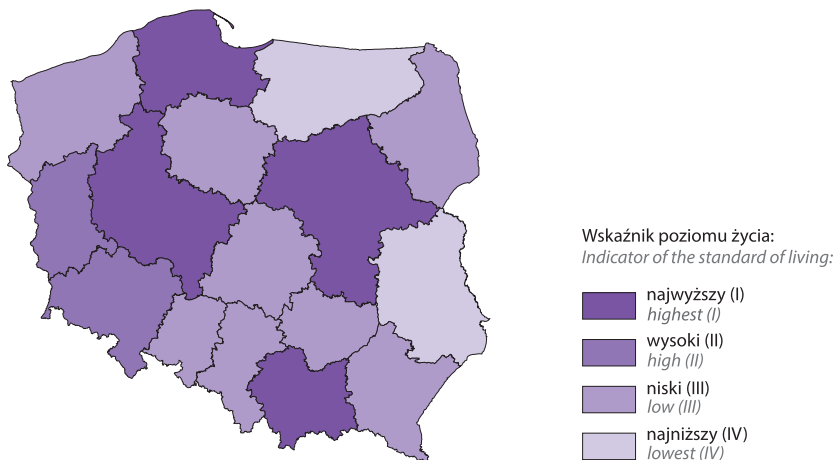 Wskaźnik poziomu życia:
Indicator of the standard of living:
najwyższy (I)
highest (I)
wysoki (II)
high (II)
niski (III)
low (III)
najniższy (IV)
lowest (IV)